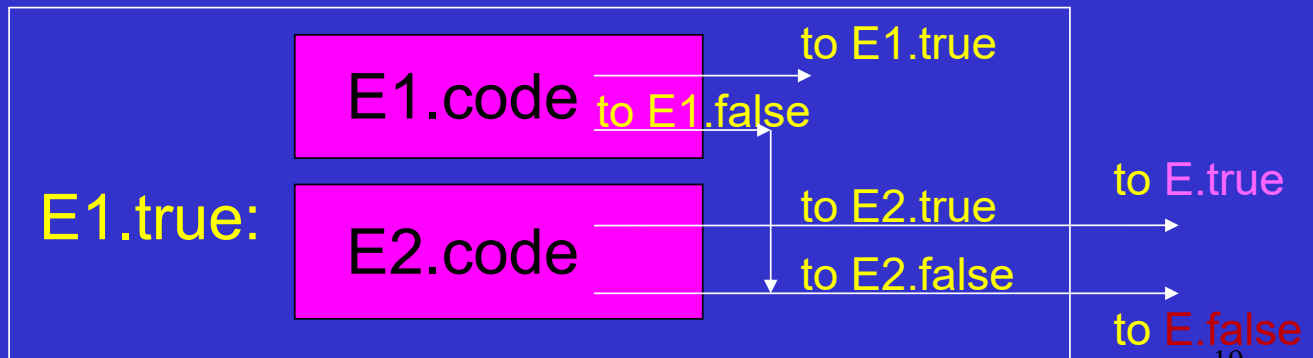 to E1.true
E1.code
to E1.false
to E.true
E1.true:
to E2.true
E2.code
to E2.false
to E.false